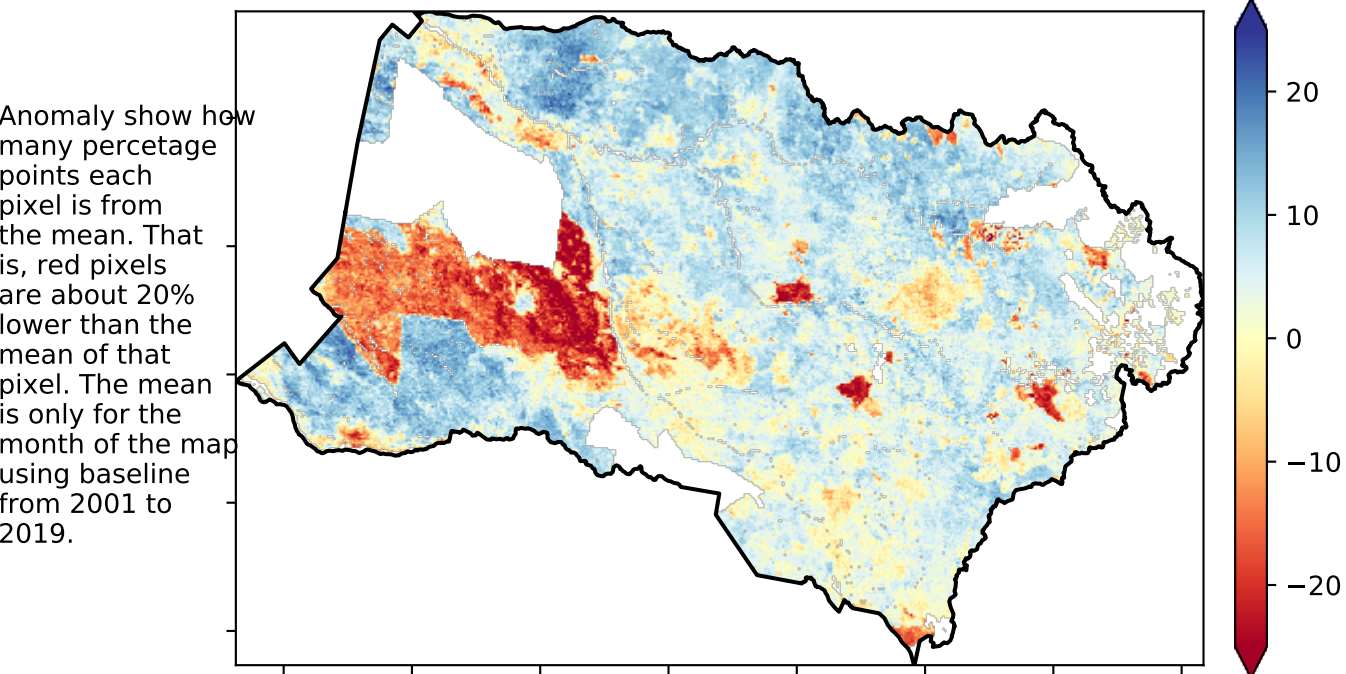 Anomaly show how
many percetage
points each
pixel is from
the mean. That
is, red pixels
are about 20%
lower than the
mean of that
pixel. The mean
is only for the
month of the map
using baseline
from 2001 to
2019.
20
10
0
−10
−20